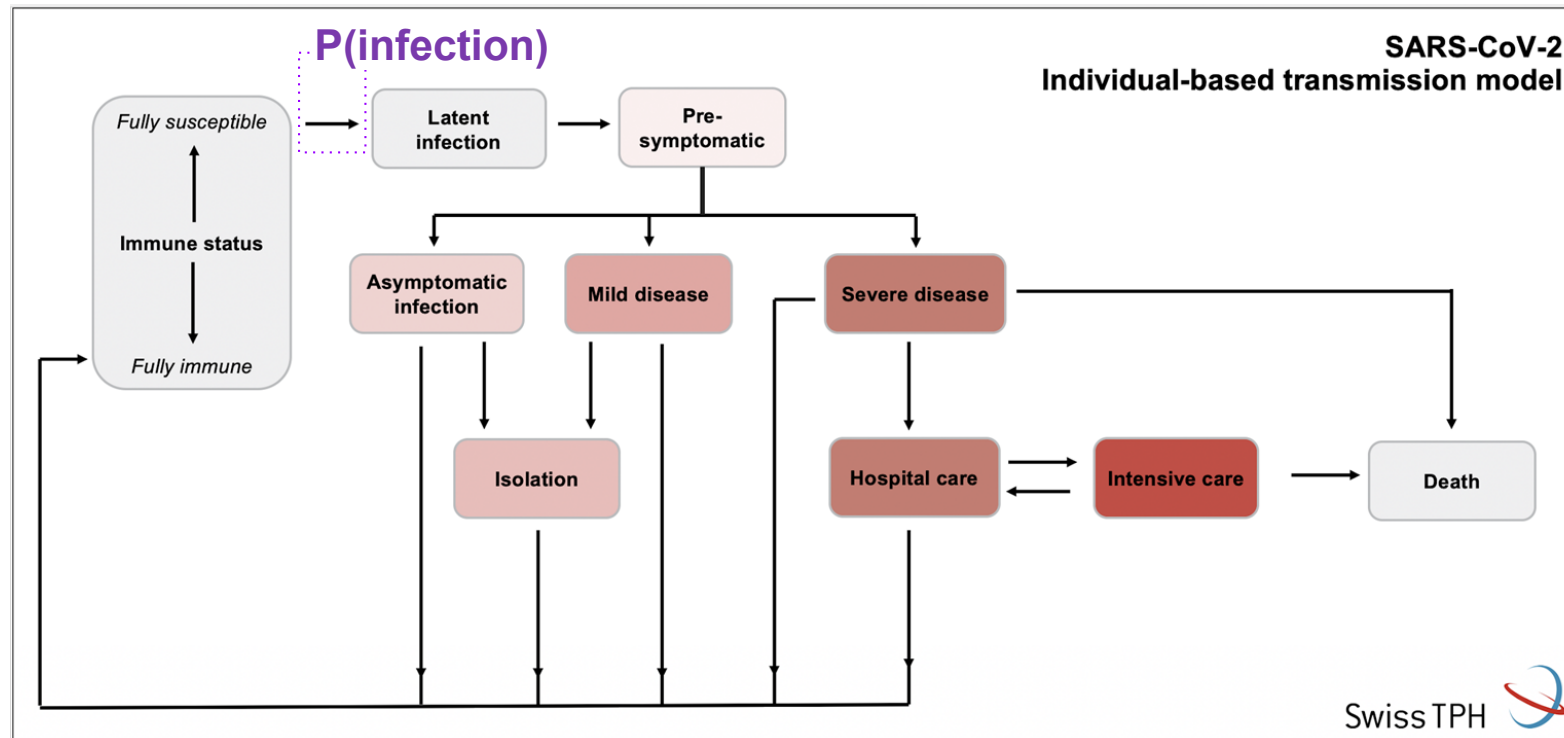 P(infection)
SARS-CoV-2
Individual-based transmission model
Fully susceptible
Immune status
Fully immune
Latent
infection
Pre-
symptomatic
Asymptomatic
infection
Mild disease
Severe disease
Isolation
Hospital care
Intensive care
Death
Swiss TPH